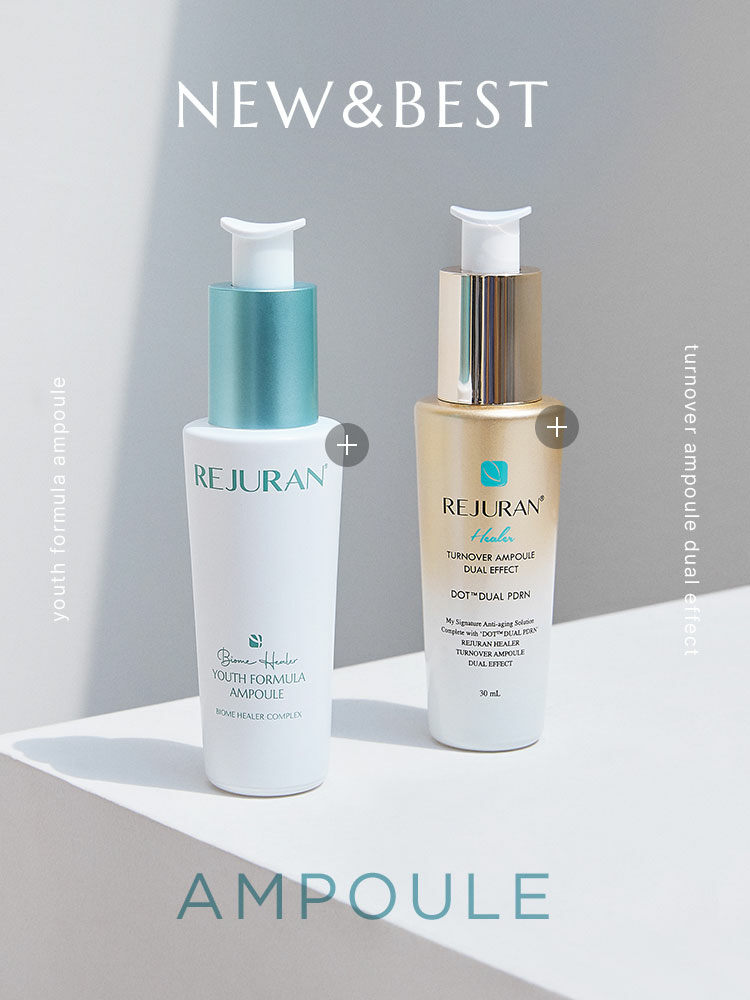 NEW&BEST
youth formula ampoule
REJURAN®
Biome Healer
YOUTH FORMULA
AMPOULE
BIOME HEALER COMPLEX
REJURAN®
Healer
TURNOVER AMPOULE
DUAL EFFECT
DOT™DUAL PDRN
My Signature Anti-aging Solution
Complete with 'DOT™DUAL PDRN'
REJURAN HEALER
TURNOVER AMPOULE
DUAL EFFECT
30 mL
turnover ampoule dual effect
AMPOULE